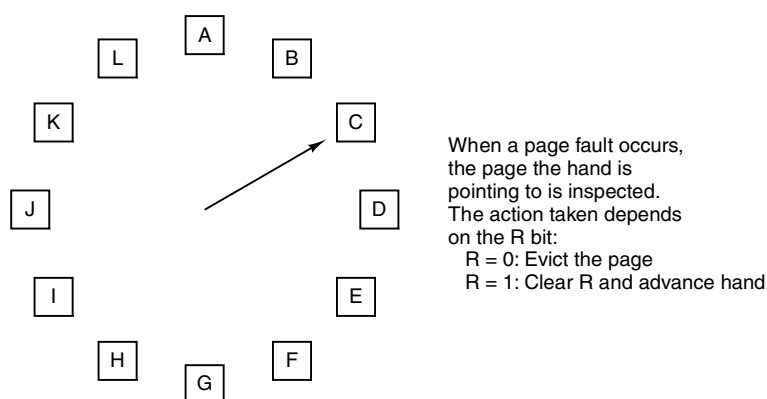 A
L
B
K
C
When a page fault occurs,
the page the hand is
pointing to is inspected.
The action taken depends
on the R bit:
R = 0: Evict the page
R = 1: Clear R and advance hand
J
D
I
E
H
F
G